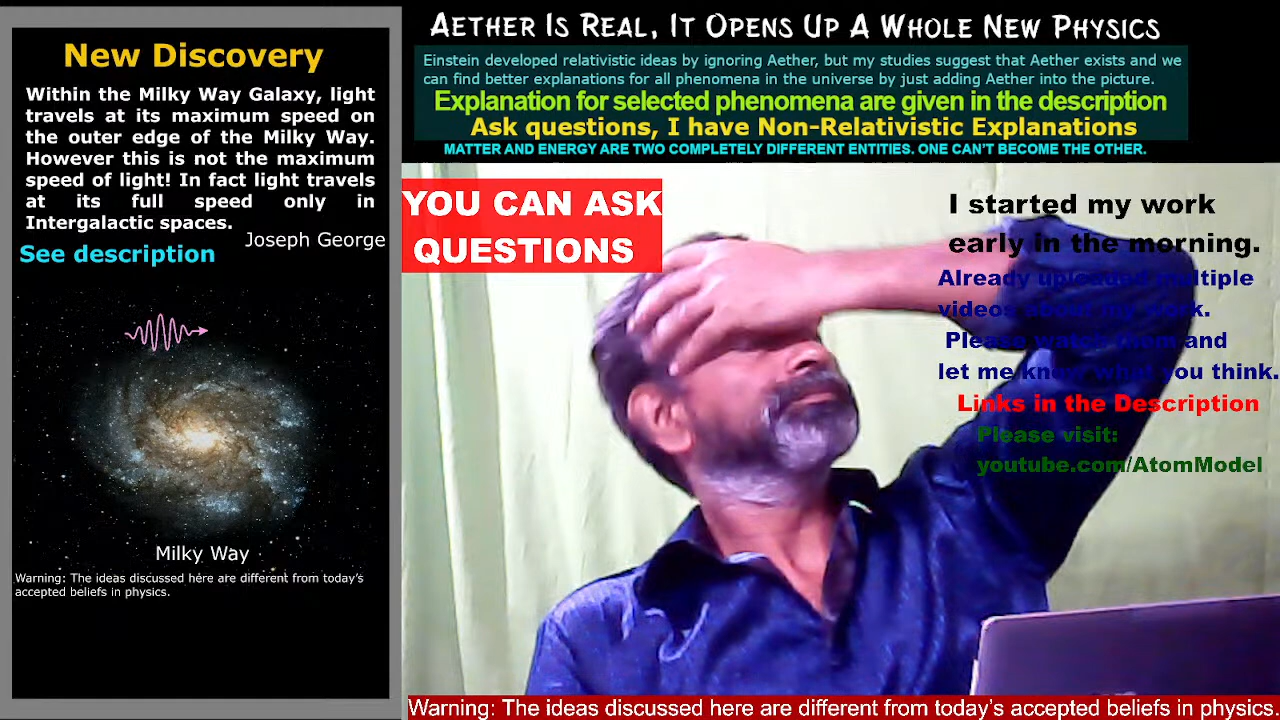 New Discovery
Within the Milky Way Galaxy, light
travels at its maximum speed on
the outer edge of the Milky Way.
However this is not the maximum
speed of light! In fact light travels
at its full speed only in
Intergalactic spaces.
Joseph George
See description
Milky Way
Warning: The ideas discussed here are different from today's
accepted beliefs in physics.
Aether Is Real, It Opens Up A Whole New Physics
Einstein developed relativistic ideas by ignoring Aether, but my studies suggest that Aether exists and we
can find better explanations for all phenomena in the universe by just adding Aether into the picture.
Explanation for selected phenomena are given in the description
Ask questions, I have Non-Relativistic Explanations
MATTER AND ENERGY ARE TWO COMPLETELY DIFFERENT ENTITIES. ONE CAN'T BECOME THE OTHER.
YOU CAN ASK
QUESTIONS
I started my work
early in the morning.
Already uploaded multiple
videos about my work.
Please watch them and
let me know what you think.
Links in the Description
Please visit:
youtube.com/AtomModel
Warning: The ideas discussed here are different from today's accepted beliefs in physics.